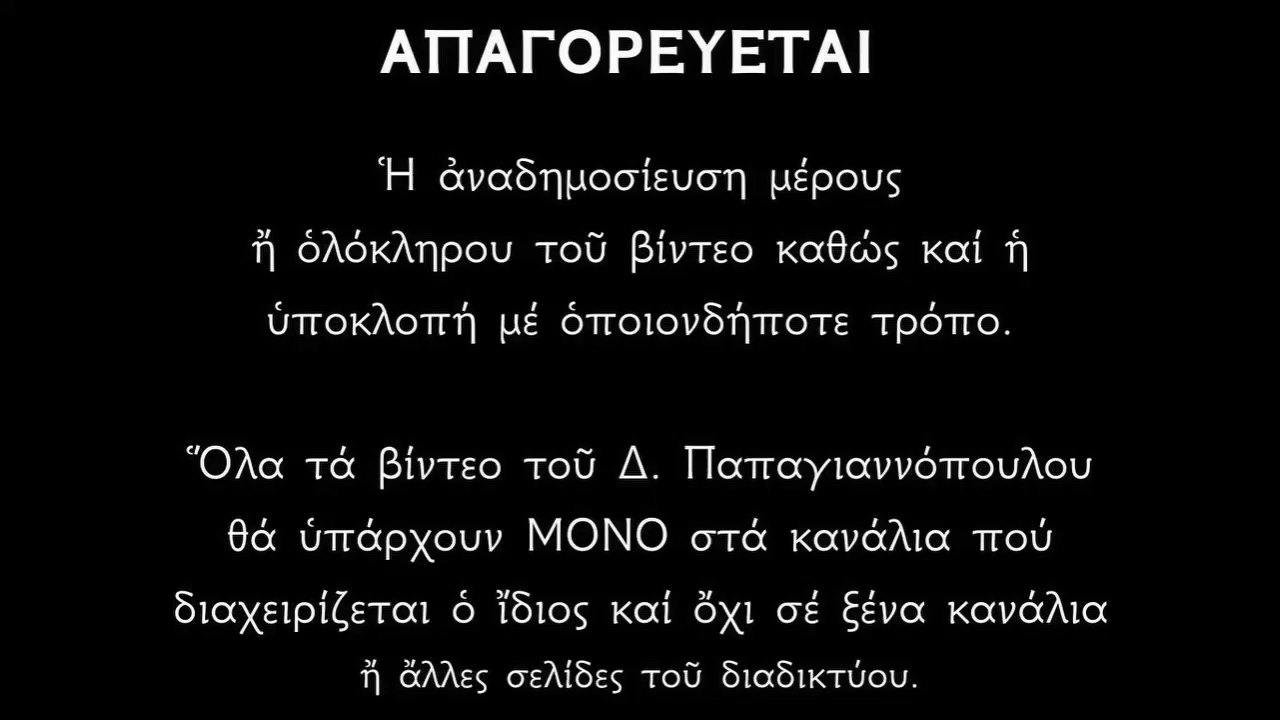 ΑΠΑΓΟΡΕΥΕΤΑΙ
Ἡ ἀναδημοσίευση μέρους
ἤ ὁλόκληρου τοῦ βίντεο καθώς καί ἡ
ὑποκλοπή μέ ὁποιονδήποτε τρόπο.
Ὅλα τά βίντεο τοῦ Δ. Παπαγιαννόπουλου
θά ὑπάρχουν ΜΟΝΟ στά κανάλια πού
διαχειρίζεται ὁ ἴδιος καί ὄχι σέ ξένα κανάλια
ἤ ἄλλες σελίδες τοῦ διαδικτύου.